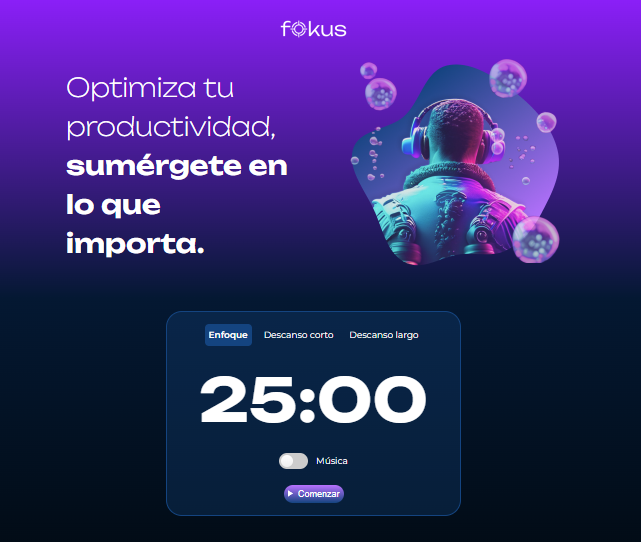 fokus
Optimiza tu
productividad,
sumérgete en
lo que
importa.
Enfoque Descanso corto Descanso largo
25:00
Música
Comenzar